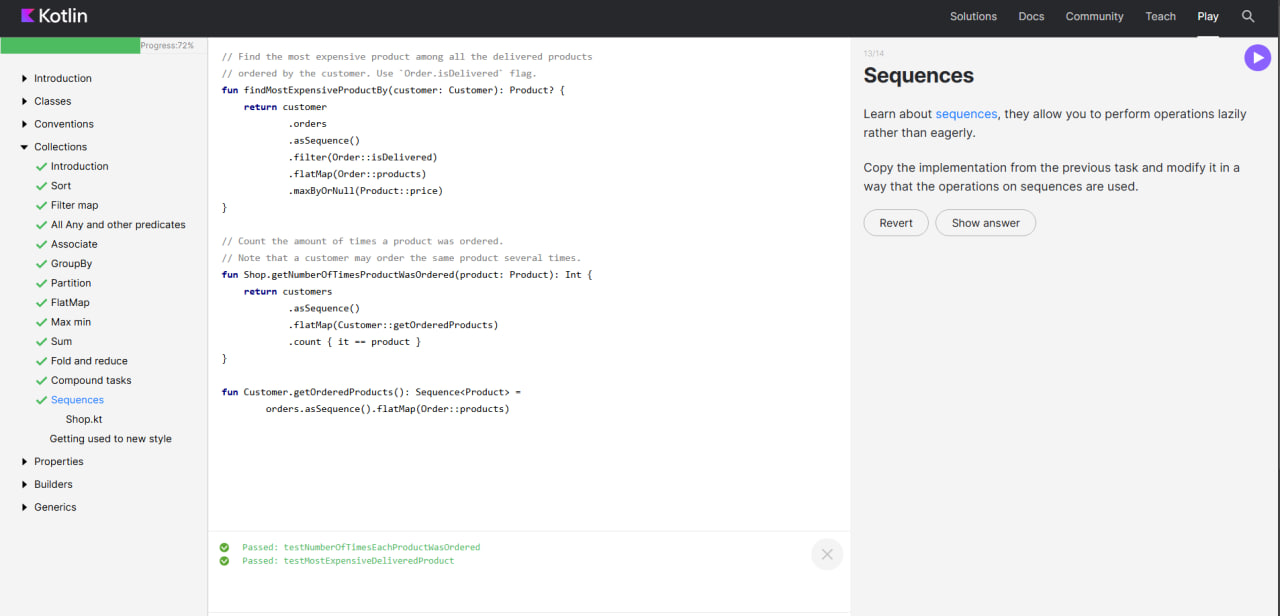 Kotlin
Solutions Docs Community Teach Play
Progress:72%
Introduction
Classes
Conventions
Collections
Introduction
Sort
Filter map
All Any and other predicates
Associate
GroupBy
Partition
FlatMap
Max min
Sum
Fold and reduce
Compound tasks
Sequences
Shop.kt
Getting used to new style
Properties
Builders
Generics
// Find the most expensive product among all the delivered products
// ordered by the customer. Use `Order.isDelivered` flag.
fun findMostExpensiveProductBy(customer: Customer): Product? {
    return customer
            .orders
            .asSequence()
            .filter(Order::isDelivered)
            .flatMap(Order::products)
            .maxByOrNull(Product::price)
}
// Count the amount of times a product was ordered.
// Note that a customer may order the same product several times.
fun Shop.getNumberOfTimesProductWasOrdered(product: Product): Int {
    return customers
            .asSequence()
            .flatMap(Customer::getOrderedProducts)
            .count { it == product }
}
fun Customer.getOrderedProducts(): Sequence<Product> =
        orders.asSequence().flatMap(Order::products)
Passed: testNumberOfTimesEachProductWasOrdered
Passed: testMostExpensiveDeliveredProduct
13/14
Sequences
Learn about sequences, they allow you to perform operations lazily
rather than eagerly.
Copy the implementation from the previous task and modify it in a
way that the operations on sequences are used.
Revert Show answer